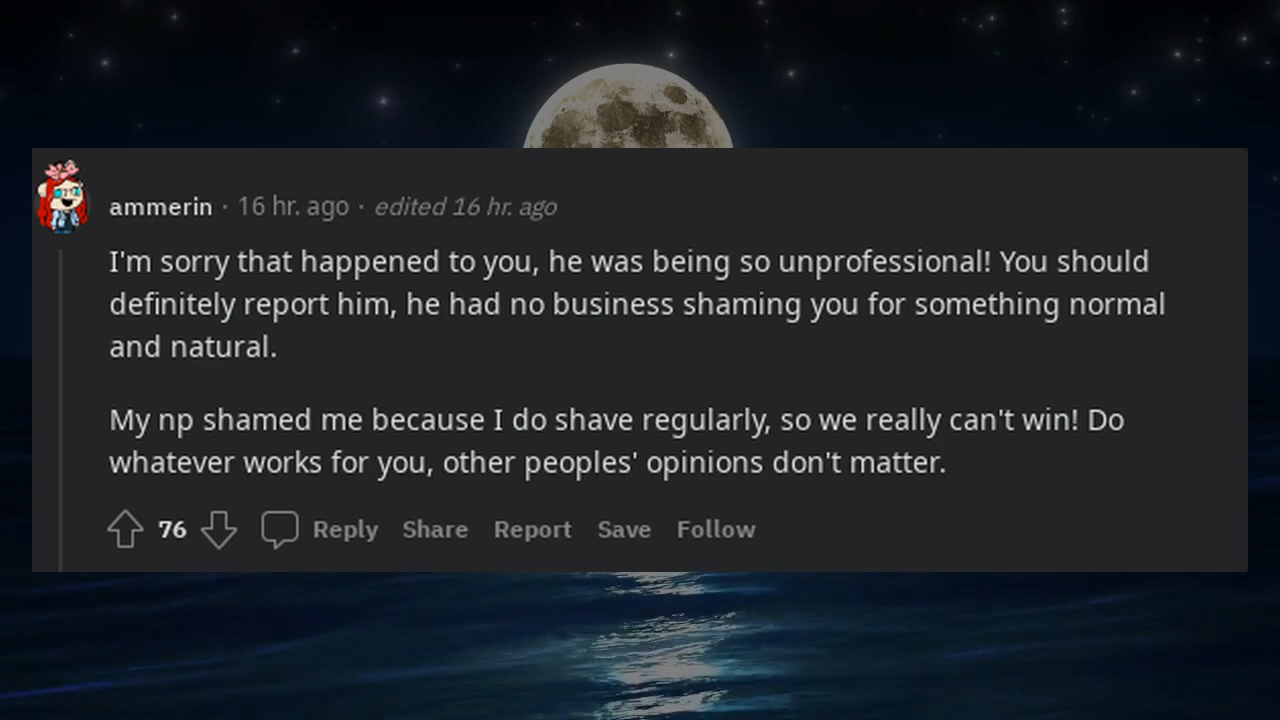 ammerin · 16 hr. ago · edited 16 hr. ago
I'm sorry that happened to you, he was being so unprofessional! You should
definitely report him, he had no business shaming you for something normal
and natural.
My np shamed me because I do shave regularly, so we really can't win! Do
whatever works for you, other peoples' opinions don't matter.
76 Reply Share Report Save Follow